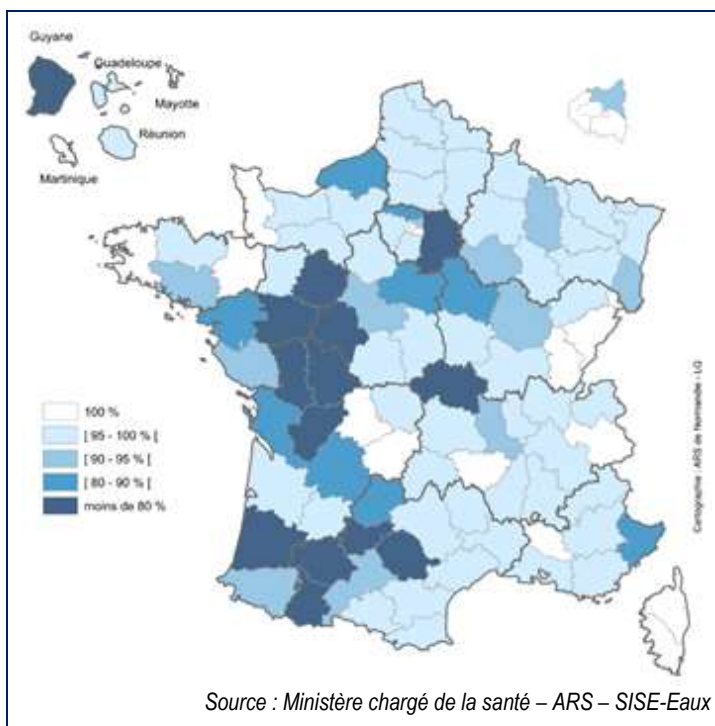 Guyane
Guadeloupe
Mayotte
Réunion
Martinique
100 %
[ 95 - 100 % [
[ 90 - 95 % [
[ 80 - 90 % [
moins de 80 %
Cartographie : ARS de Normandie - LG
Source : Ministère chargé de la santé – ARS – SISE-Eaux